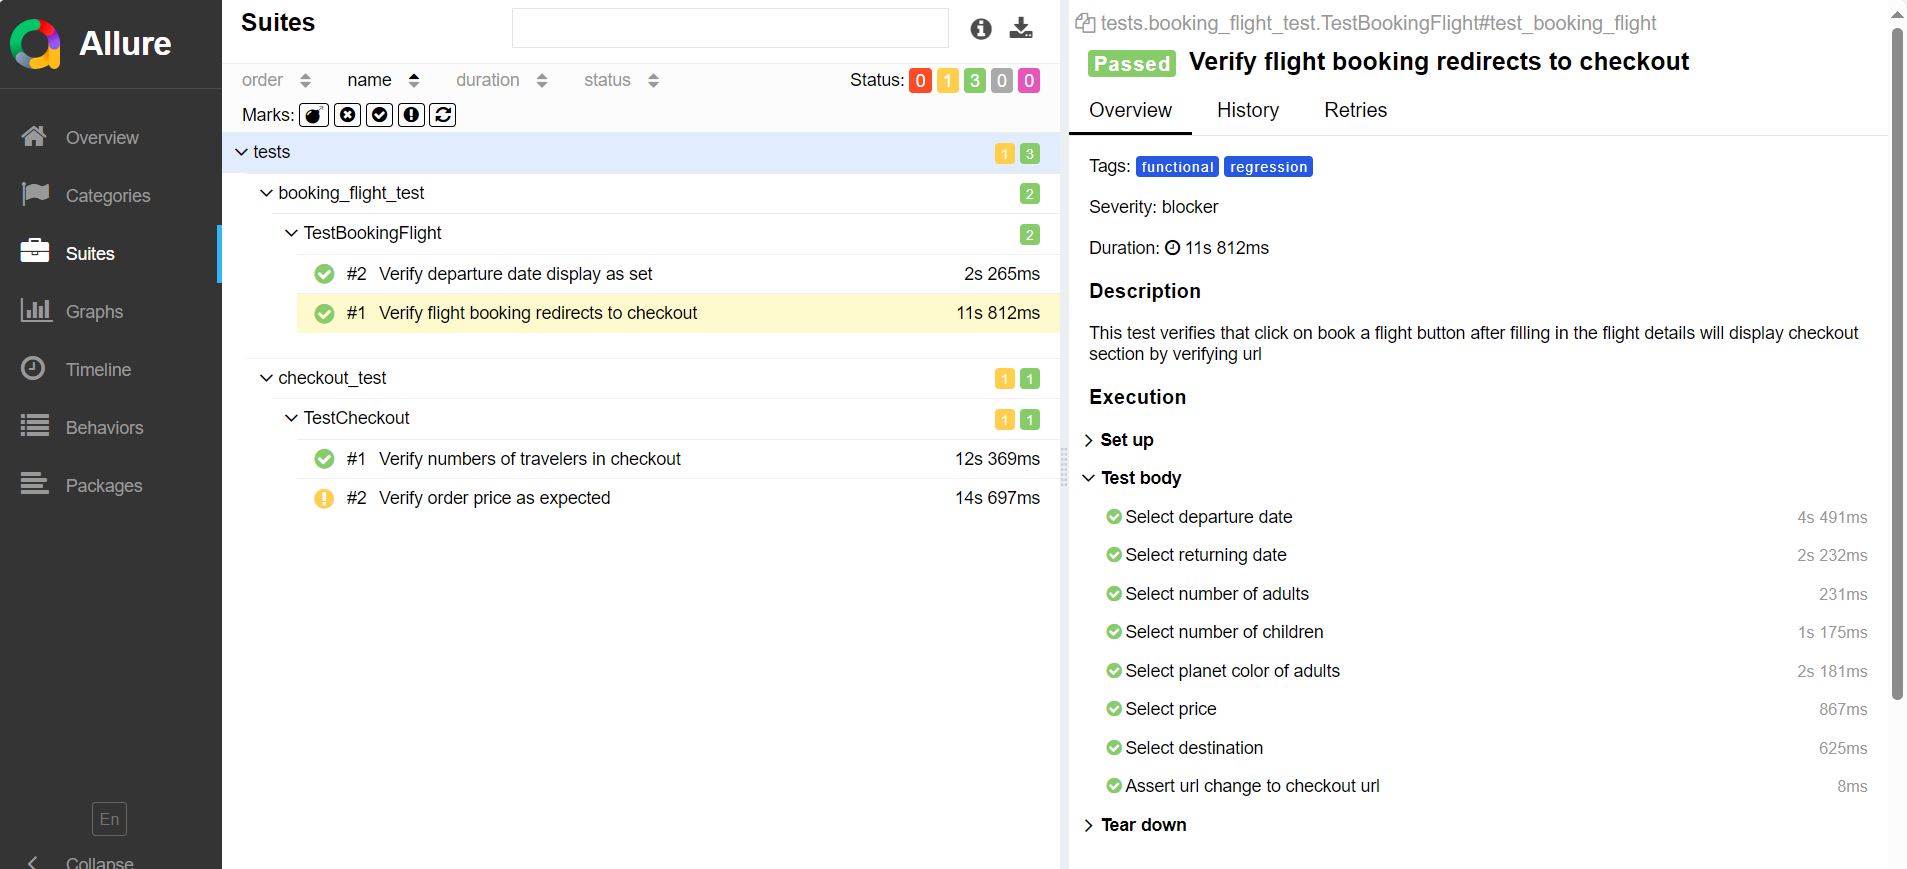 Allure
Overview
Categories
Suites
Graphs
Timeline
Behaviors
Packages
En
Collapse
Suites
order name duration status Status: 0 1 3 0 0
Marks:
tests 1 3
booking_flight_test 2
TestBookingFlight 2
#2 Verify departure date display as set 2s 265ms
#1 Verify flight booking redirects to checkout 11s 812ms
checkout_test 1 1
TestCheckout 1 1
#1 Verify numbers of travelers in checkout 12s 369ms
#2 Verify order price as expected 14s 697ms
tests.booking_flight_test.TestBookingFlight#test_booking_flight
Passed Verify flight booking redirects to checkout
Overview History Retries
Tags: functional regression
Severity: blocker
Duration: 11s 812ms
Description
This test verifies that click on book a flight button after filling in the flight details will display checkout
section by verifying url
Execution
Set up
Test body
Select departure date 4s 491ms
Select returning date 2s 232ms
Select number of adults 231ms
Select number of children 1s 175ms
Select planet color of adults 2s 181ms
Select price 867ms
Select destination 625ms
Assert url change to checkout url 8ms
Tear down